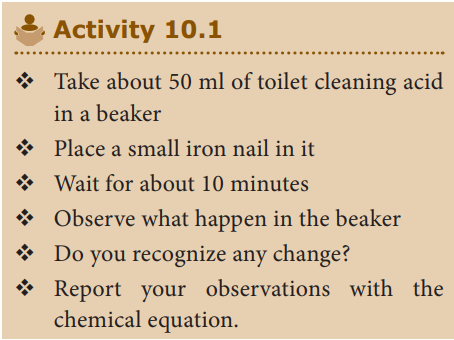 Activity 10.1
❖ Take about 50 ml of toilet cleaning acid
in a beaker
❖ Place a small iron nail in it
❖ Wait for about 10 minutes
❖ Observe what happen in the beaker
❖ Do you recognize any change?
❖ Report your observations with the
chemical equation.